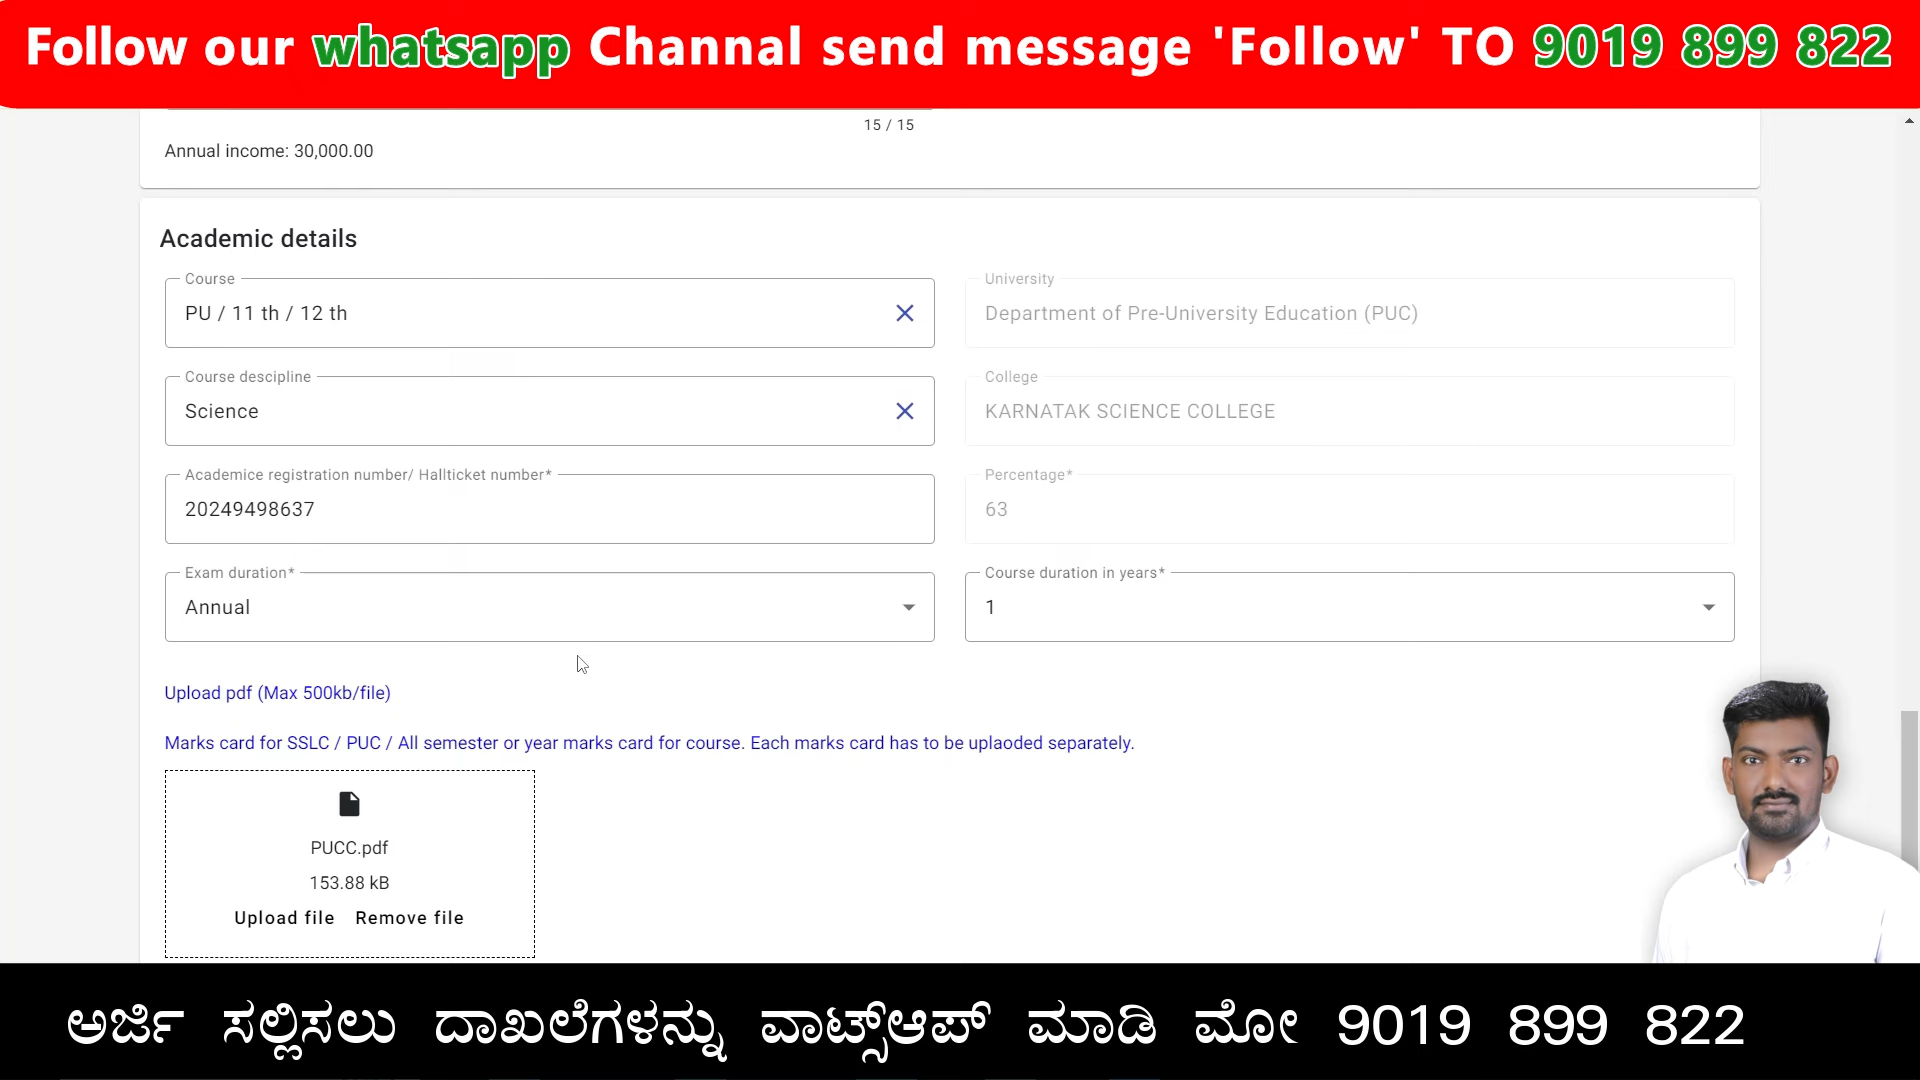 Follow our whatsapp Channal send message 'Follow' TO 9019 899 822
15 / 15
Annual income: 30,000.00
Academic details
Course
PU / 11 th / 12 th
University
Department of Pre-University Education (PUC)
Course descipline
Science
College
KARNATAK SCIENCE COLLEGE
Academice registration number/ Hallticket number*
20249498637
Percentage*
63
Exam duration*
Annual
Course duration in years*
1
Upload pdf (Max 500kb/file)
Marks card for SSLC / PUC / All semester or year marks card for course. Each marks card has to be uplaoded separately.
PUCC.pdf
153.88 kB
Upload file Remove file
ಅರ್ಜಿ ಸಲ್ಲಿಸಲು ದಾಖಲೆಗಳನ್ನು ವಾಟ್ಸ್ಆಪ್ ಮಾಡಿ ಮೋ 9019 899 822